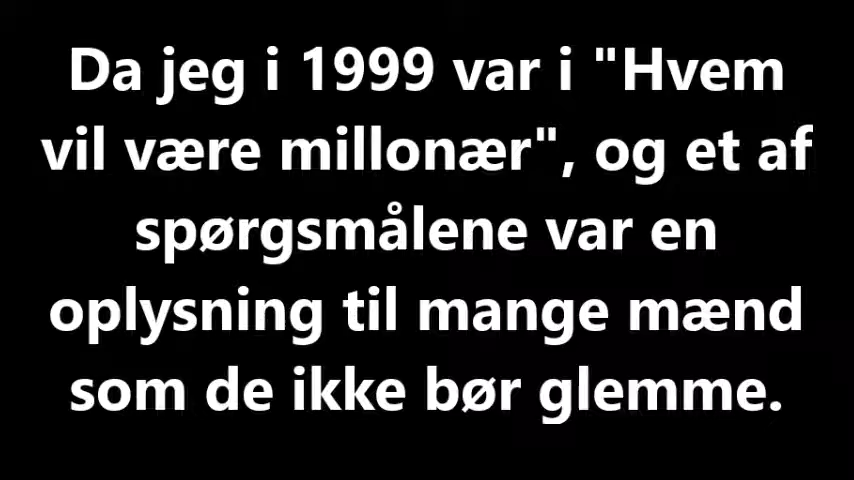 Da jeg i 1999 var i "Hvem
vil være millonær", og et af
spørgsmålene var en
oplysning til mange mænd
som de ikke bør glemme.